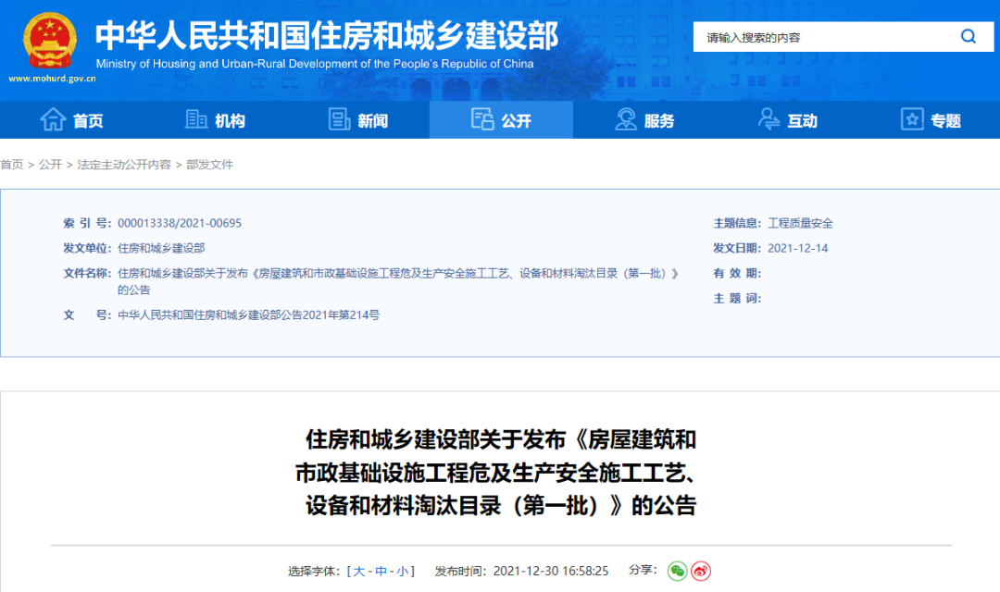 中华人民共和国住房和城乡建设部
Ministry of Housing and Urban-Rural Development of the People's Republic of China
www.mohurd.gov.cn
请输入搜索的内容
首页 机构 新闻 公开 服务 互动 专题
首页 > 公开 > 法定主动公开内容 > 部发文件
索 引 号: 000013338/2021-00695 主题信息: 工程质量安全
发文单位: 住房和城乡建设部 发文日期: 2021-12-14
文件名称: 住房和城乡建设部关于发布《房屋建筑和市政基础设施工程危及生产安全施工工艺、设备和材料淘汰目录（第一批）》 有 效 期:
的公告
主 题 词:
文 号: 中华人民共和国住房和城乡建设部公告2021年第214号
住房和城乡建设部关于发布《房屋建筑和
市政基础设施工程危及生产安全施工工艺、
设备和材料淘汰目录（第一批）》的公告
选择字体: [ 大 - 中 - 小 ] 发布时间: 2021-12-30 16:58:25 分享: